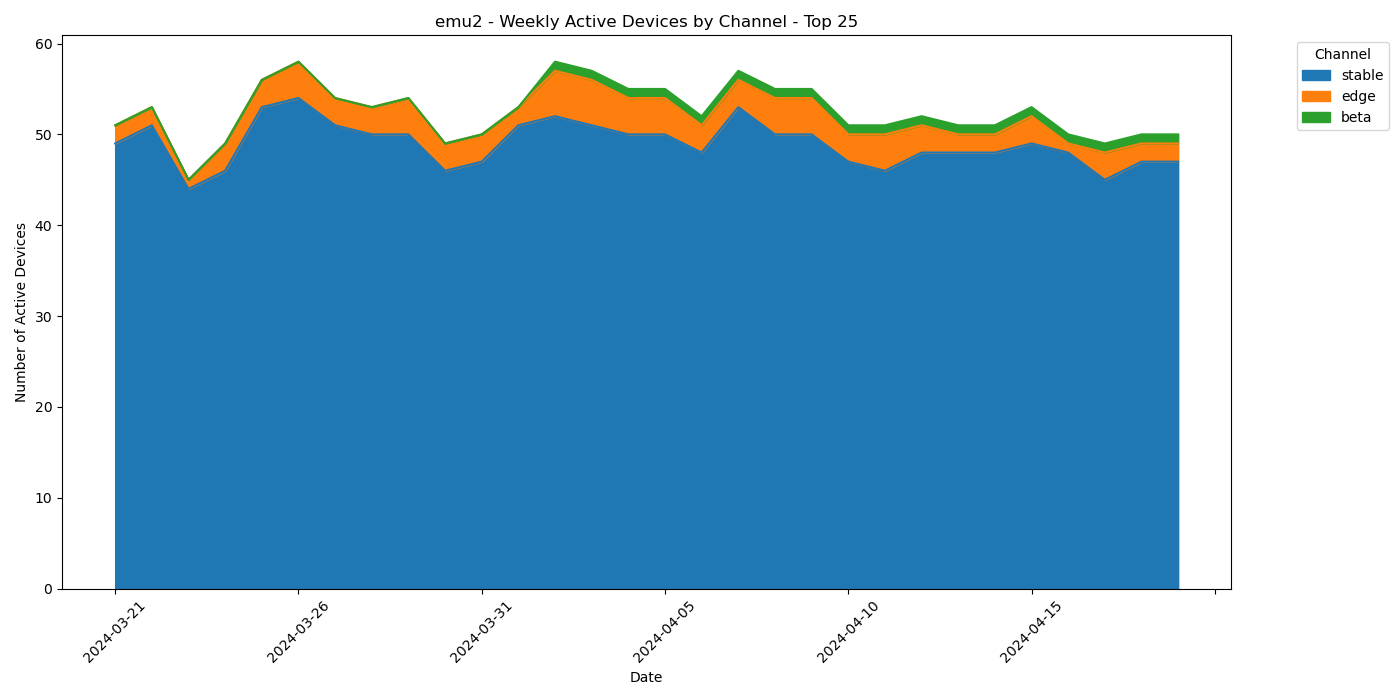 emu2 - Weekly Active Devices by Channel - Top 25
Channel
stable
edge
beta
Number of Active Devices
60
50
40
30
20
10
0
2024-03-21
2024-03-26
2024-03-31
2024-04-05
2024-04-10
2024-04-15
Date